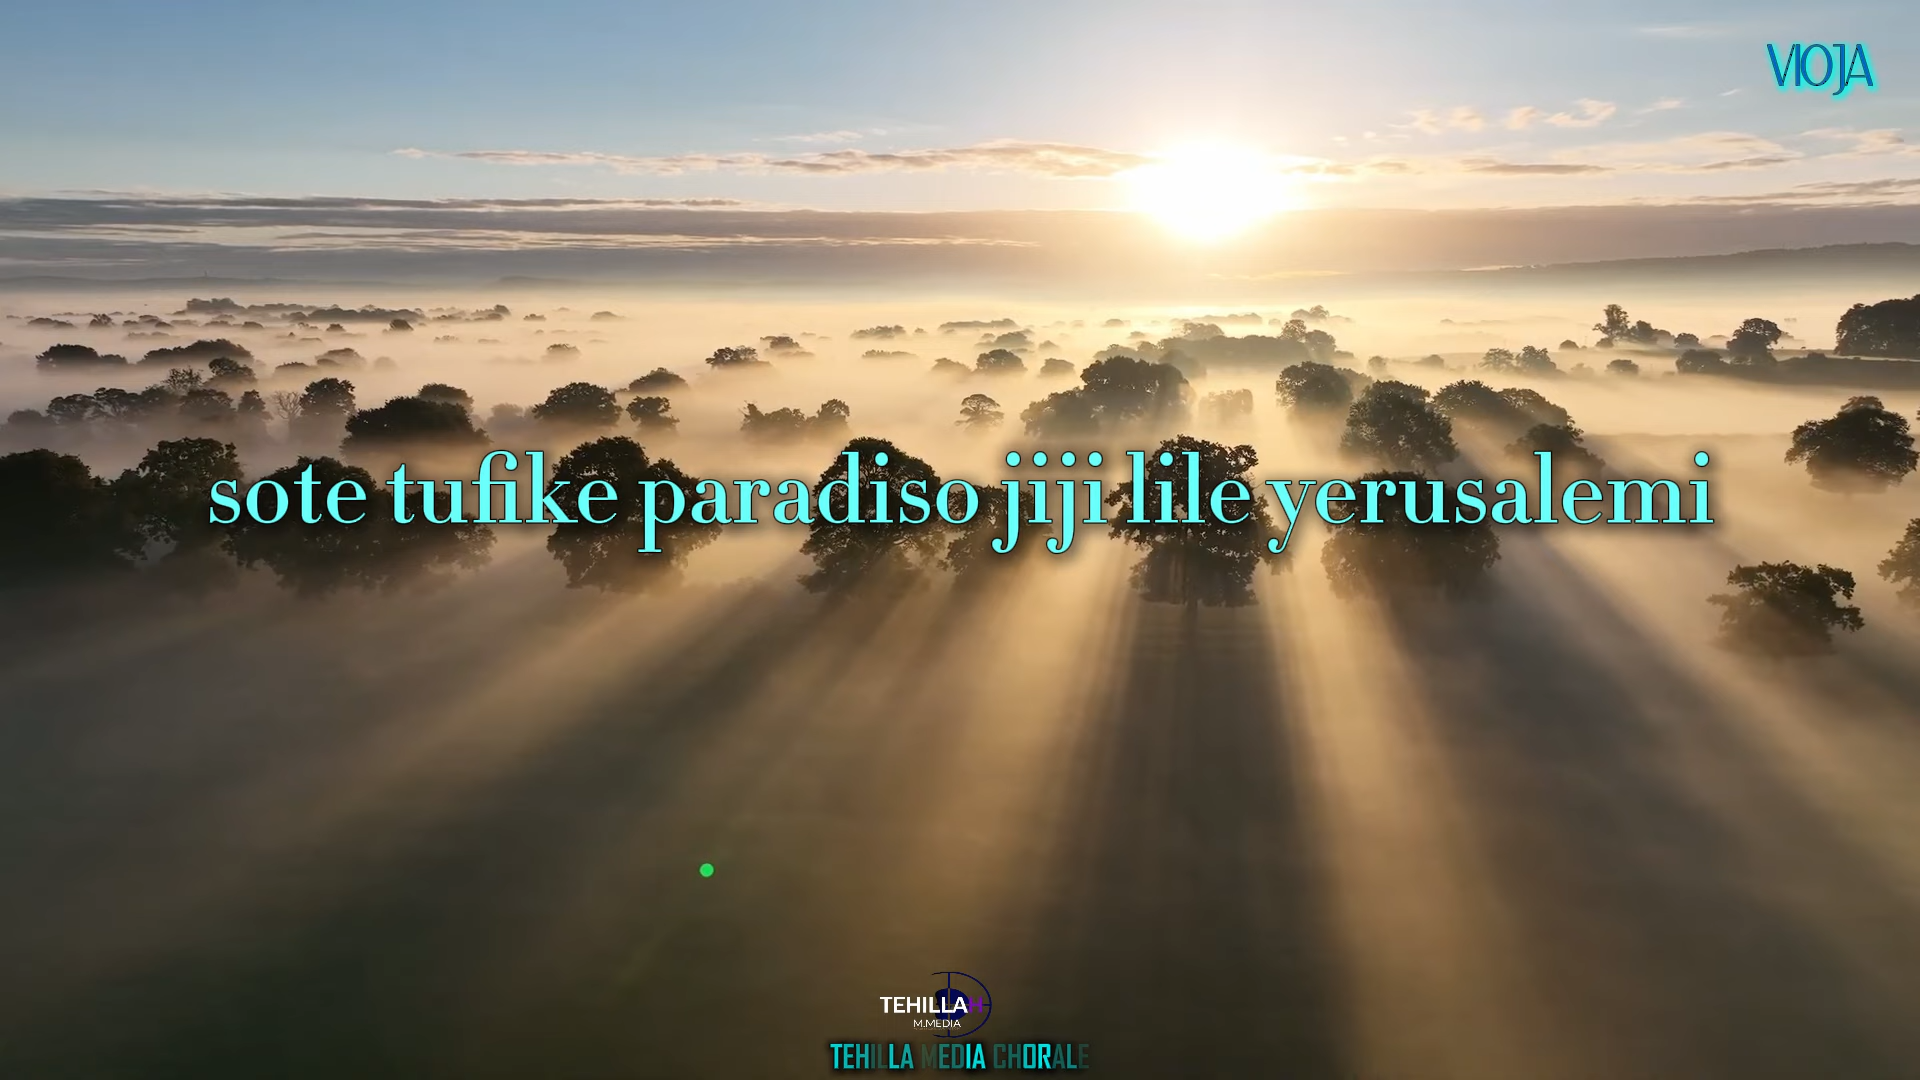 VIOJA
sote tufike paradiso jiji lile yerusalemi
TEHILLAH
M.MEDIA
TEHILLA MEDIA CHORALE